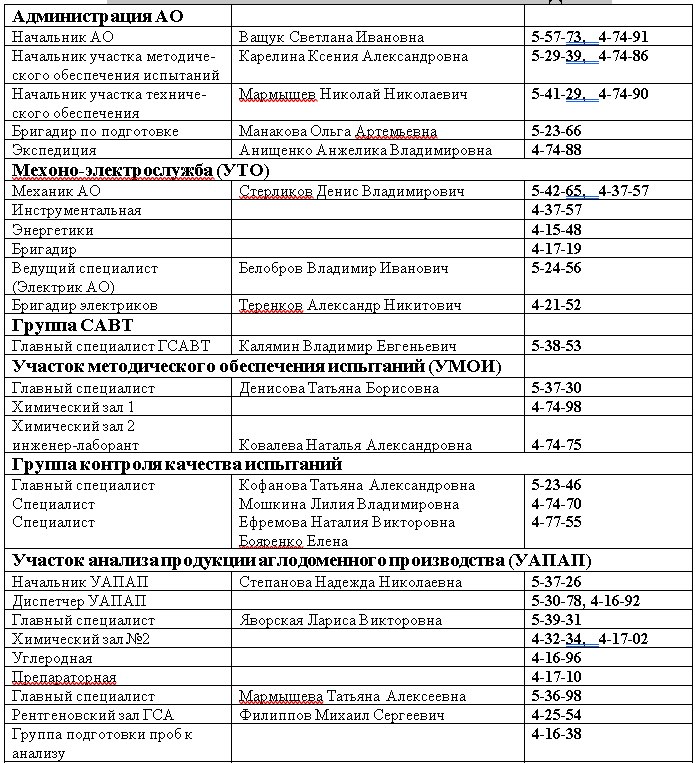 Администрация АО
Начальник АО Ващук Светлана Ивановна 5-57-73, 4-74-91
Начальник участка методиче- Карелина Ксения Александровна 5-29-39, 4-74-86
ского обеспечения испытаний
Начальник участка техниче- Мармышев Николай Николаевич 5-41-29, 4-74-90
ского обеспечения
Бригадир по подготовке Манакова Ольга Артемьевна 5-23-66
Экспедиция Анищенко Анжелика Владимировна 4-74-88
Мехоно-электрослужба (УТО)
Механик АО Стерликов Денис Владимирович 5-42-65, 4-37-57
Инструментальная 4-37-57
Энергетики 4-15-48
Бригадир 4-17-19
Ведущий специалист Белобров Владимир Иванович 5-24-56
(Электрик АО)
Бригадир электриков Теренков Александр Никитович 4-21-52
Группа САВТ
Главный специалист ГСАВТ Калямин Владимир Евгеньевич 5-38-53
Участок методического обеспечения испытаний (УМОИ)
Главный специалист Денисова Татьяна Борисовна 5-37-30
Химический зал 1 4-74-98
Химический зал 2
инженер-лаборант Ковалева Наталья Александровна 4-74-75
Группа контроля качества испытаний
Главный специалист Кофанова Татьяна Александровна 5-23-46
Специалист Мошкина Лилия Владимировна 4-74-70
Специалист Ефремова Наталия Викторовна 4-77-55
Бояренко Елена
Участок анализа продукции аглодоменного производства (УАПАП)
Начальник УАПАП Степанова Надежда Николаевна 5-37-26
Диспетчер УАПАП 5-30-78, 4-16-92
Главный специалист Яворская Лариса Викторовна 5-39-31
Химический зал №2 4-32-34, 4-17-02
Углеродная 4-16-96
Препараторная 4-17-10
Главный специалист Мармышева Татьяна Алексеевна 5-36-98
Рентгеновский зал ГСА Филиппов Михаил Сергеевич 4-25-54
Группа подготовки проб к 4-16-38
анализу